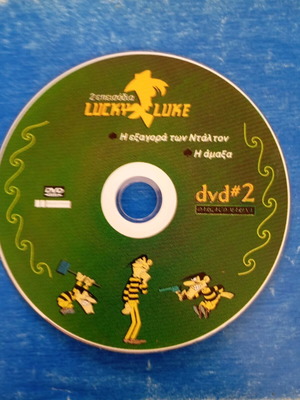 2 επεισόδια
LUCKY LUKE
Η εξαγορά των Ντάλτον
Η άμαξα
DVD
dvd#2